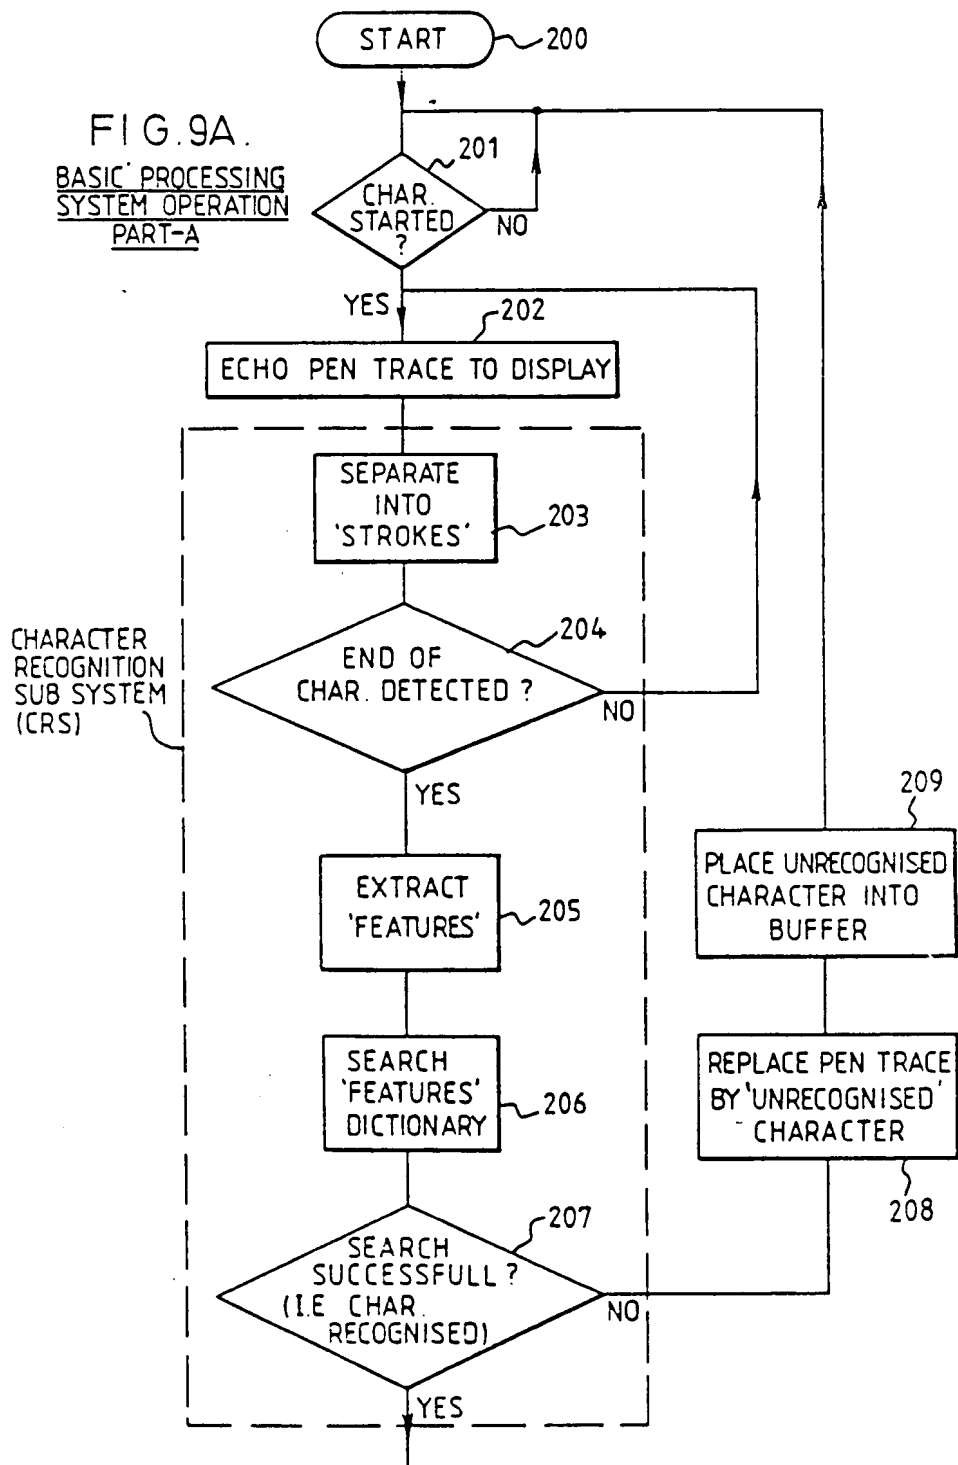 START
200
FIG.9A.
BASIC PROCESSING
SYSTEM OPERATION
PART-A
201
CHAR.
STARTED
?
NO
YES
202
ECHO PEN TRACE TO DISPLAY
SEPARATE
INTO
'STROKES'
203
CHARACTER
RECOGNITION
SUB SYSTEM
(CRS)
204
END OF
CHAR. DETECTED ?
NO
YES
EXTRACT
'FEATURES'
205
SEARCH
'FEATURES'
DICTIONARY
206
207
SEARCH
SUCCESSFULL ?
(I.E CHAR.
RECOGNISED)
NO
YES
209
PLACE UNRECOGNISED
CHARACTER INTO
BUFFER
REPLACE PEN TRACE
BY 'UNRECOGNISED'
CHARACTER
208